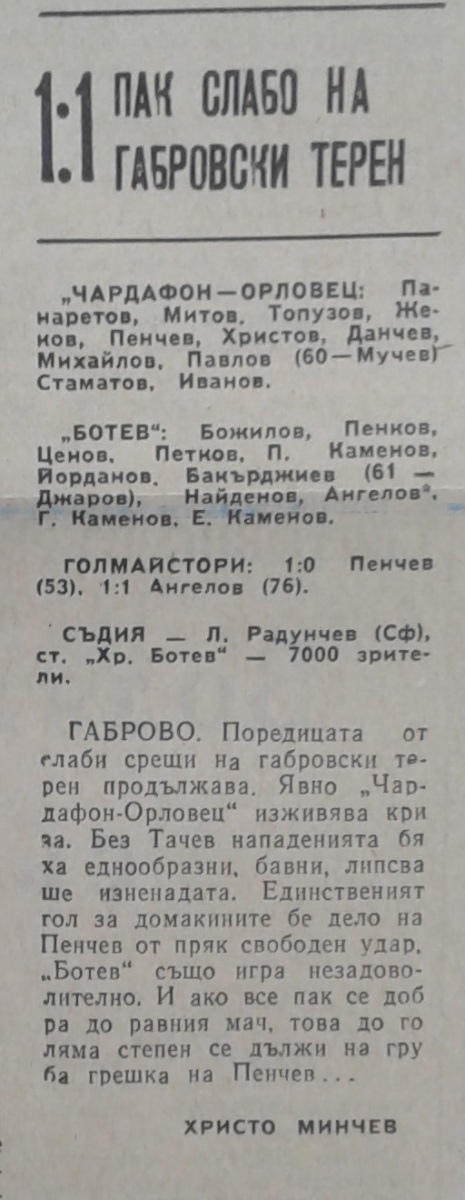 1:1 ПАК СЛАБО НА
ГАБРОВСКИ ТЕРЕН
„ЧАРДАФОН—ОРЛОВЕЦ: Па-
наретов, Митов, Топузов, Же-
нов, Пенчев, Христов, Данчев,
Михайлов, Павлов (60—Мучев)
Стаматов, Иванов.
„БОТЕВ“: Божилов, Пенков,
Ценов, Петков, П. Каменов,
Йорданов, Бакърджиев (61 —
Джаров), Найденов, Ангелов*,
Г. Каменов, Е. Каменов.
ГОЛМАЙСТОРИ: 1:0 Пенчев
(53), 1:1 Ангелов (76).
СЪДИЯ — Л. Радунчев (Сф),
ст. „Хр. Ботев“ — 7000 зрите-
ли.
ГАБРОВО. Поредицата от
слаби срещи на габровски те-
рен продължава. Явно „Чар-
дафон-Орловец“ изживява кри
за. Без Тачев нападенията бя
ха еднообразни, бавни, липсва
ше изненадата. Единственият
гол за домакините бе дело на
Пенчев от пряк свободен удар.
„Ботев“ също игра незадово-
лително. И ако все пак се доб
ра до равния мач, това до го
ляма степен се дължи на гру
ба грешка на Пенчев...
ХРИСТО МИНЧЕВ